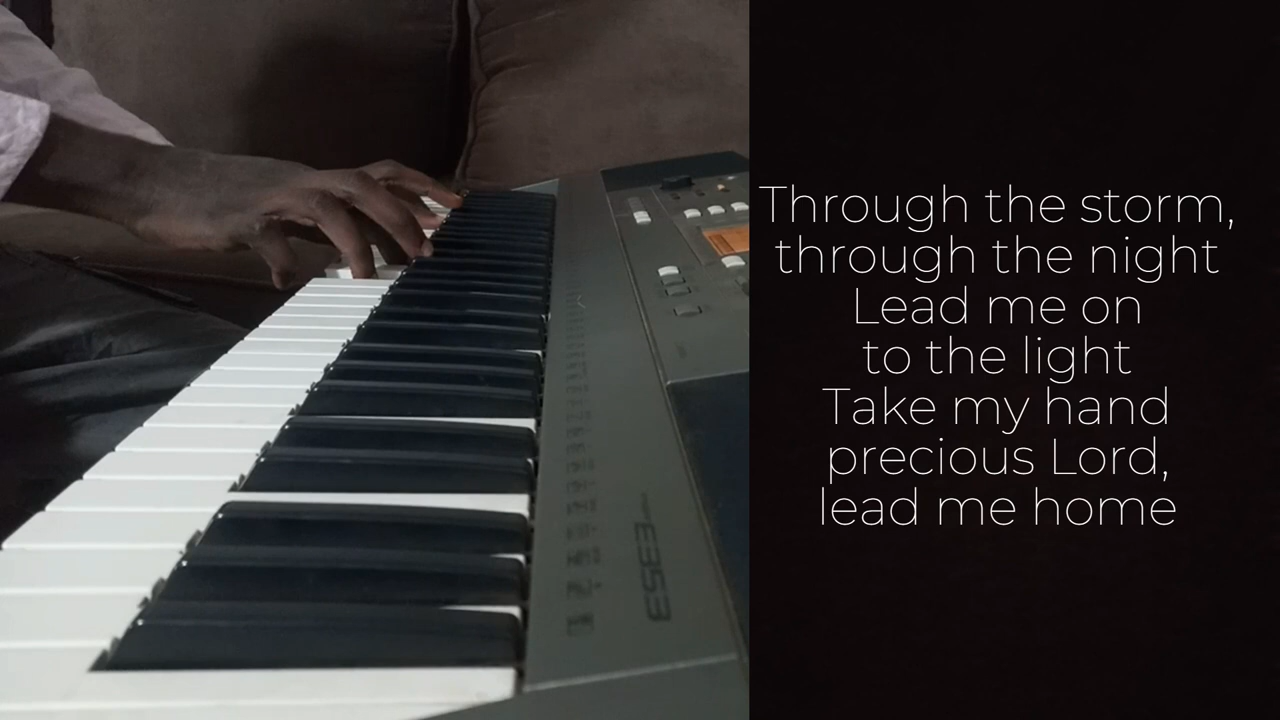 Through the storm,
through the night
Lead me on
to the light
Take my hand
precious Lord,
lead me home
E353